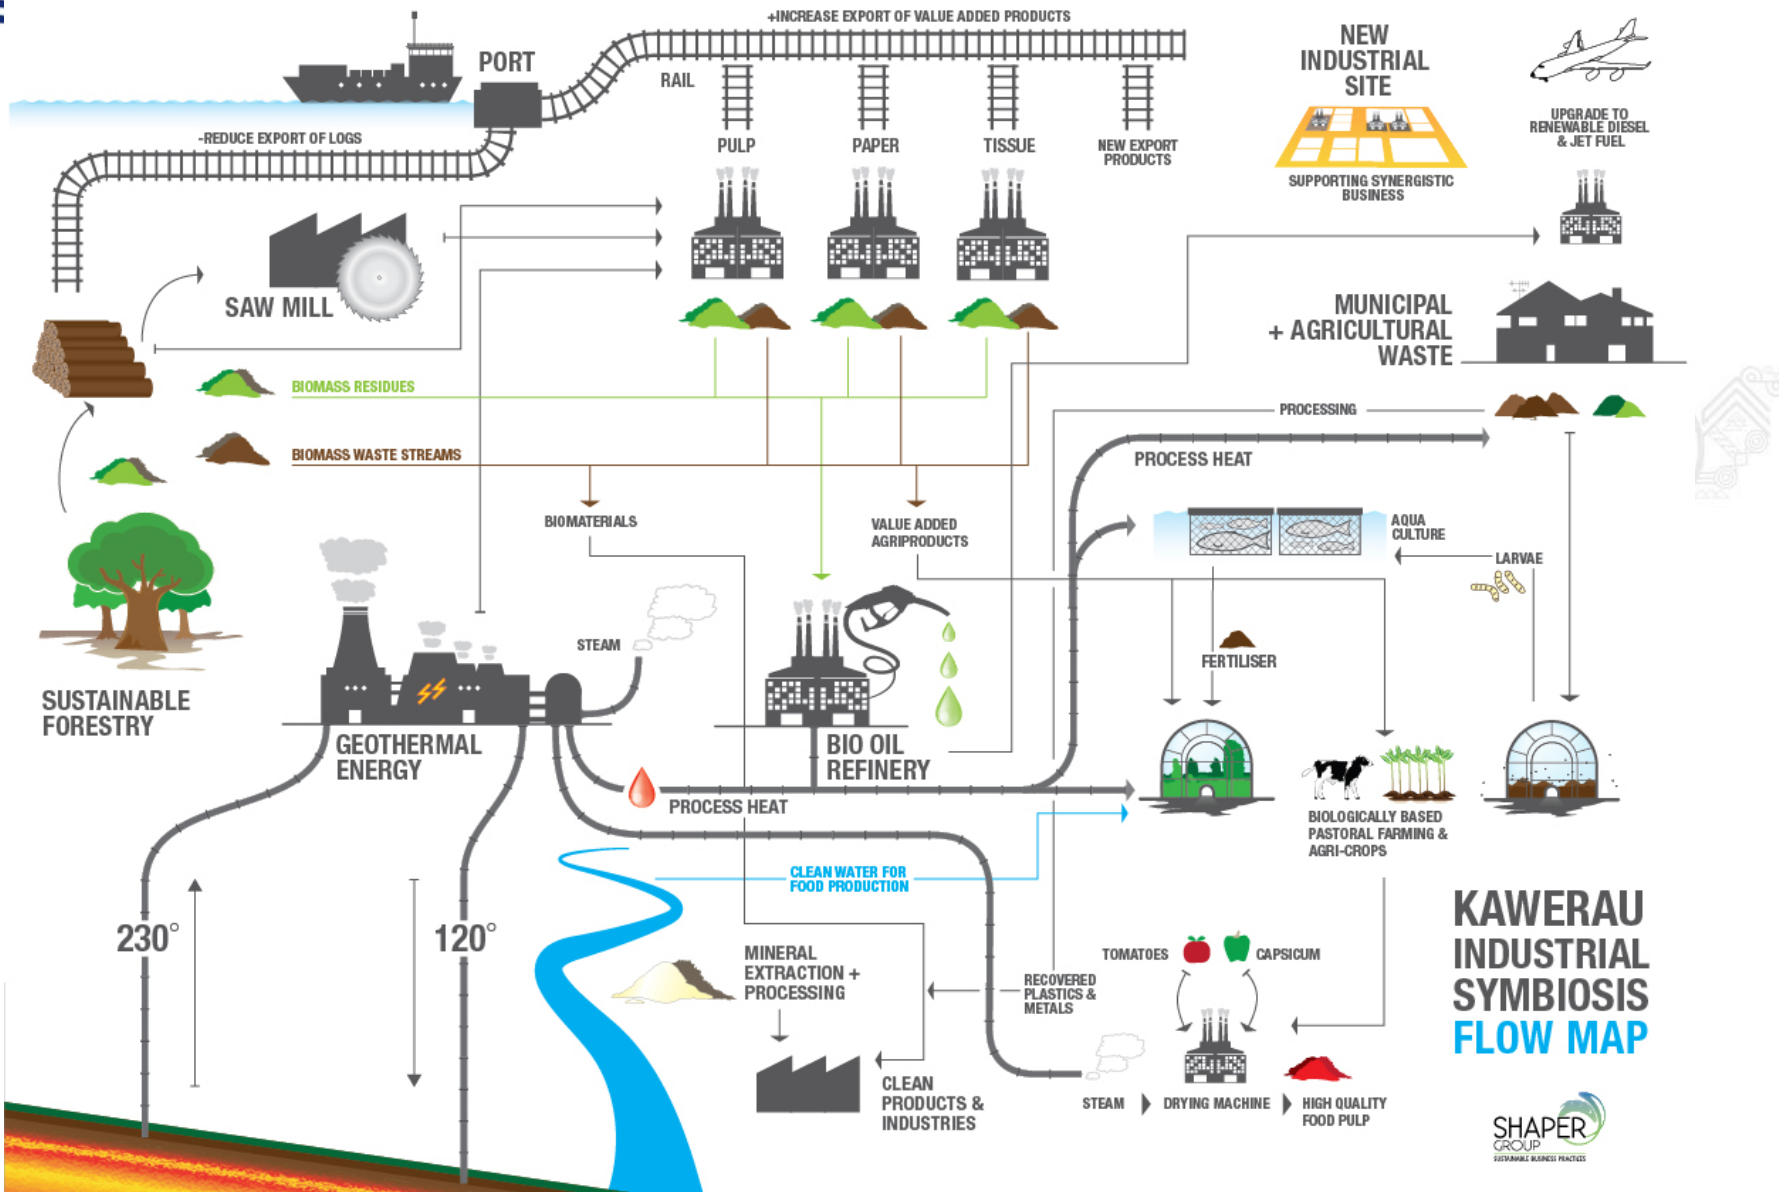 +INCREASE EXPORT OF VALUE ADDED PRODUCTS
PORT
RAIL
-REDUCE EXPORT OF LOGS
PULP
PAPER
TISSUE
NEW EXPORT
PRODUCTS
NEW
INDUSTRIAL
SITE
SUPPORTING SYNERGISTIC
BUSINESS
UPGRADE TO
RENEWABLE DIESEL
& JET FUEL
SAW MILL
MUNICIPAL
+ AGRICULTURAL
WASTE
BIOMASS RESIDUES
BIOMASS WASTE STREAMS
PROCESSING
PROCESS HEAT
BIOMATERIALS
VALUE ADDED
AGRIPRODUCTS
AQUA
CULTURE
LARVAE
STEAM
FERTILISER
SUSTAINABLE
FORESTRY
GEOTHERMAL
ENERGY
BIO OIL
REFINERY
PROCESS HEAT
BIOLOGICALLY BASED
PASTORAL FARMING &
AGRI-CROPS
CLEAN WATER FOR
FOOD PRODUCTION
230°
120°
MINERAL
EXTRACTION +
PROCESSING
RECOVERED
PLASTICS &
METALS
TOMATOES
CAPSICUM
CLEAN
PRODUCTS &
INDUSTRIES
STEAM
DRYING MACHINE
HIGH QUALITY
FOOD PULP
KAWERAU
INDUSTRIAL
SYMBIOSIS
FLOW MAP
SHAPER
GROUP
SUSTAINABLE BUSINESS PRACTICES